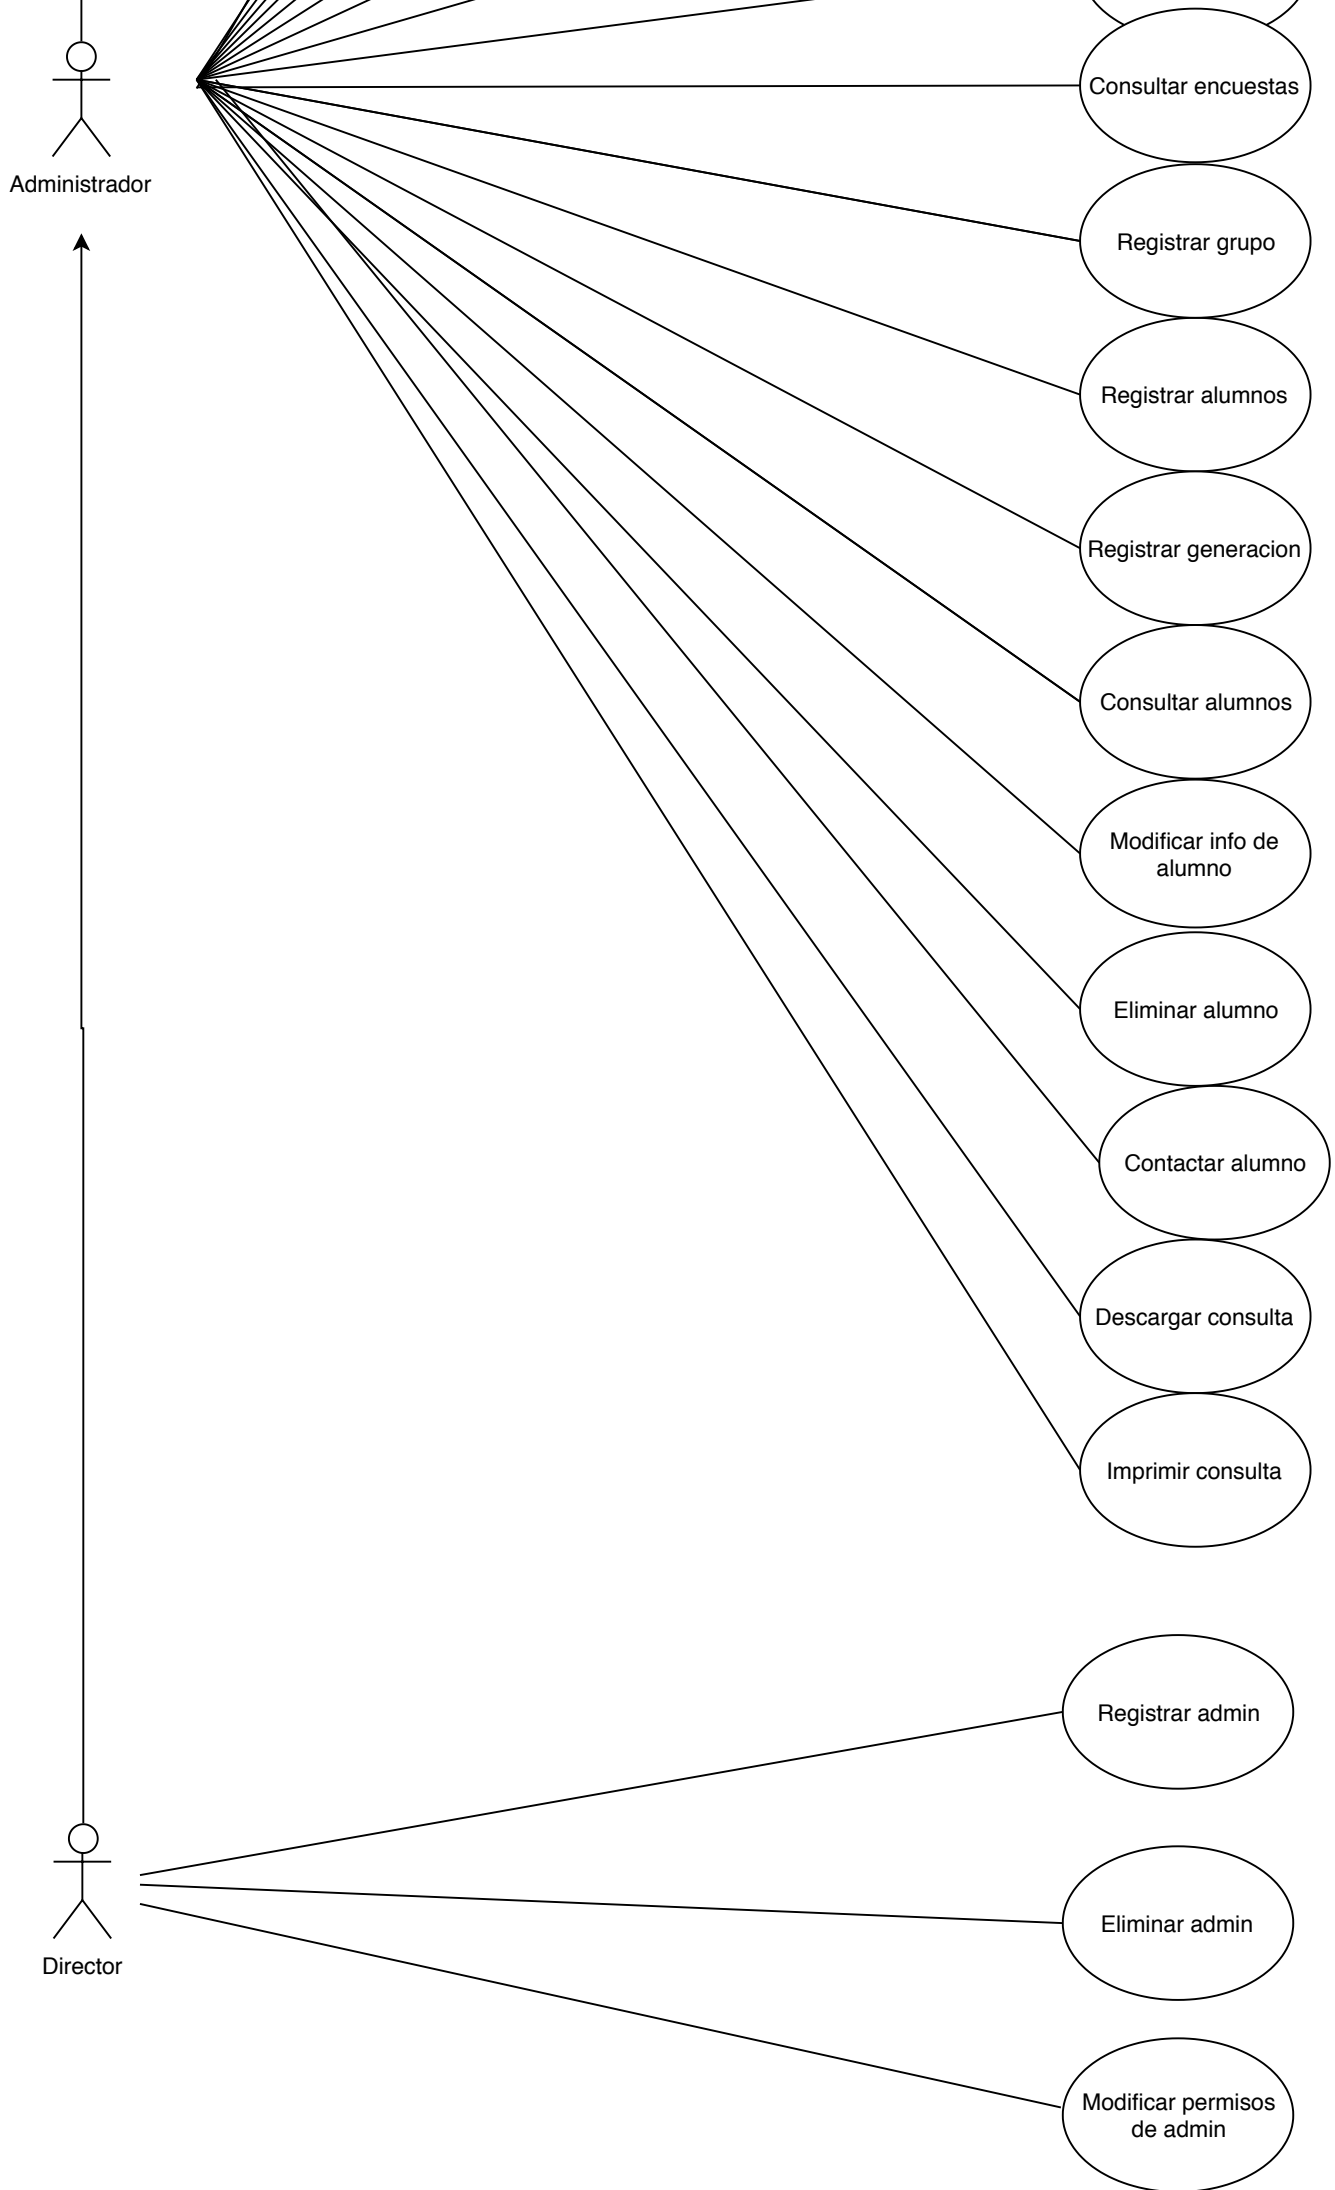 Consultar encuestas
Administrador
Registrar grupo
Registrar alumnos
Registrar generacion
Consultar alumnos
Modificar info de
alumno
Eliminar alumno
Contactar alumno
Descargar consulta
Imprimir consulta
Registrar admin
Eliminar admin
Director
Modificar permisos
de admin